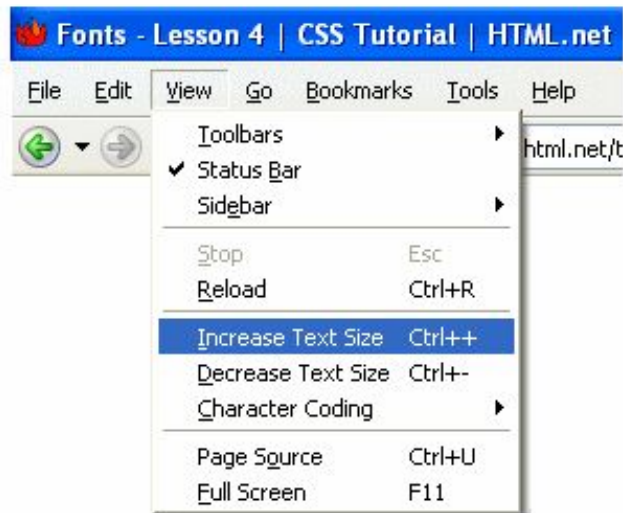 Fonts - Lesson 4 | CSS Tutorial | HTML.net
File Edit View Go Bookmarks Tools Help
html.net/t
Toolbars
Status Bar
Sidebar
Stop Esc
Reload Ctrl+R
Increase Text Size Ctrl++
Decrease Text Size Ctrl+-
Character Coding
Page Source Ctrl+U
Full Screen F11